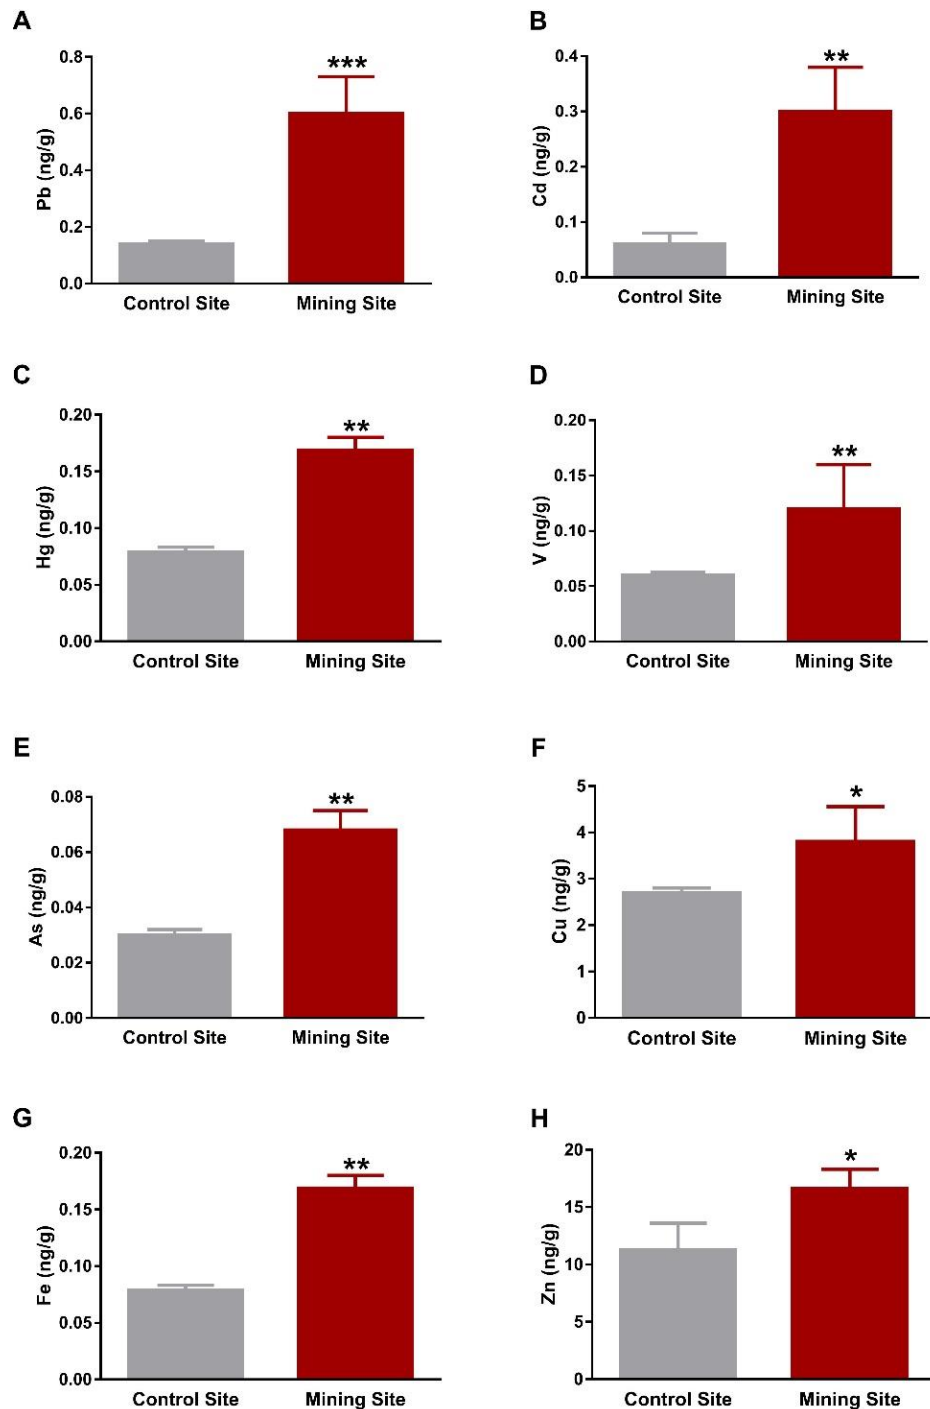 A
Pb (ng/g)
0.8
0.6
0.4
0.2
0.0
***
Control Site
Mining Site
B
Cd (ng/g)
0.4
0.3
0.2
0.1
0.0
**
Control Site
Mining Site
C
Hg (ng/g)
0.20
0.15
0.10
0.05
0.00
**
Control Site
Mining Site
D
V (ng/g)
0.20
0.15
0.10
0.05
0.00
**
Control Site
Mining Site
E
As (ng/g)
0.08
0.06
0.04
0.02
0.00
**
Control Site
Mining Site
F
Cu (ng/g)
5
4
3
2
1
0
*
Control Site
Mining Site
G
Fe (ng/g)
0.20
0.15
0.10
0.05
0.00
**
Control Site
Mining Site
H
Zn (ng/g)
20
15
10
5
0
*
Control Site
Mining Site